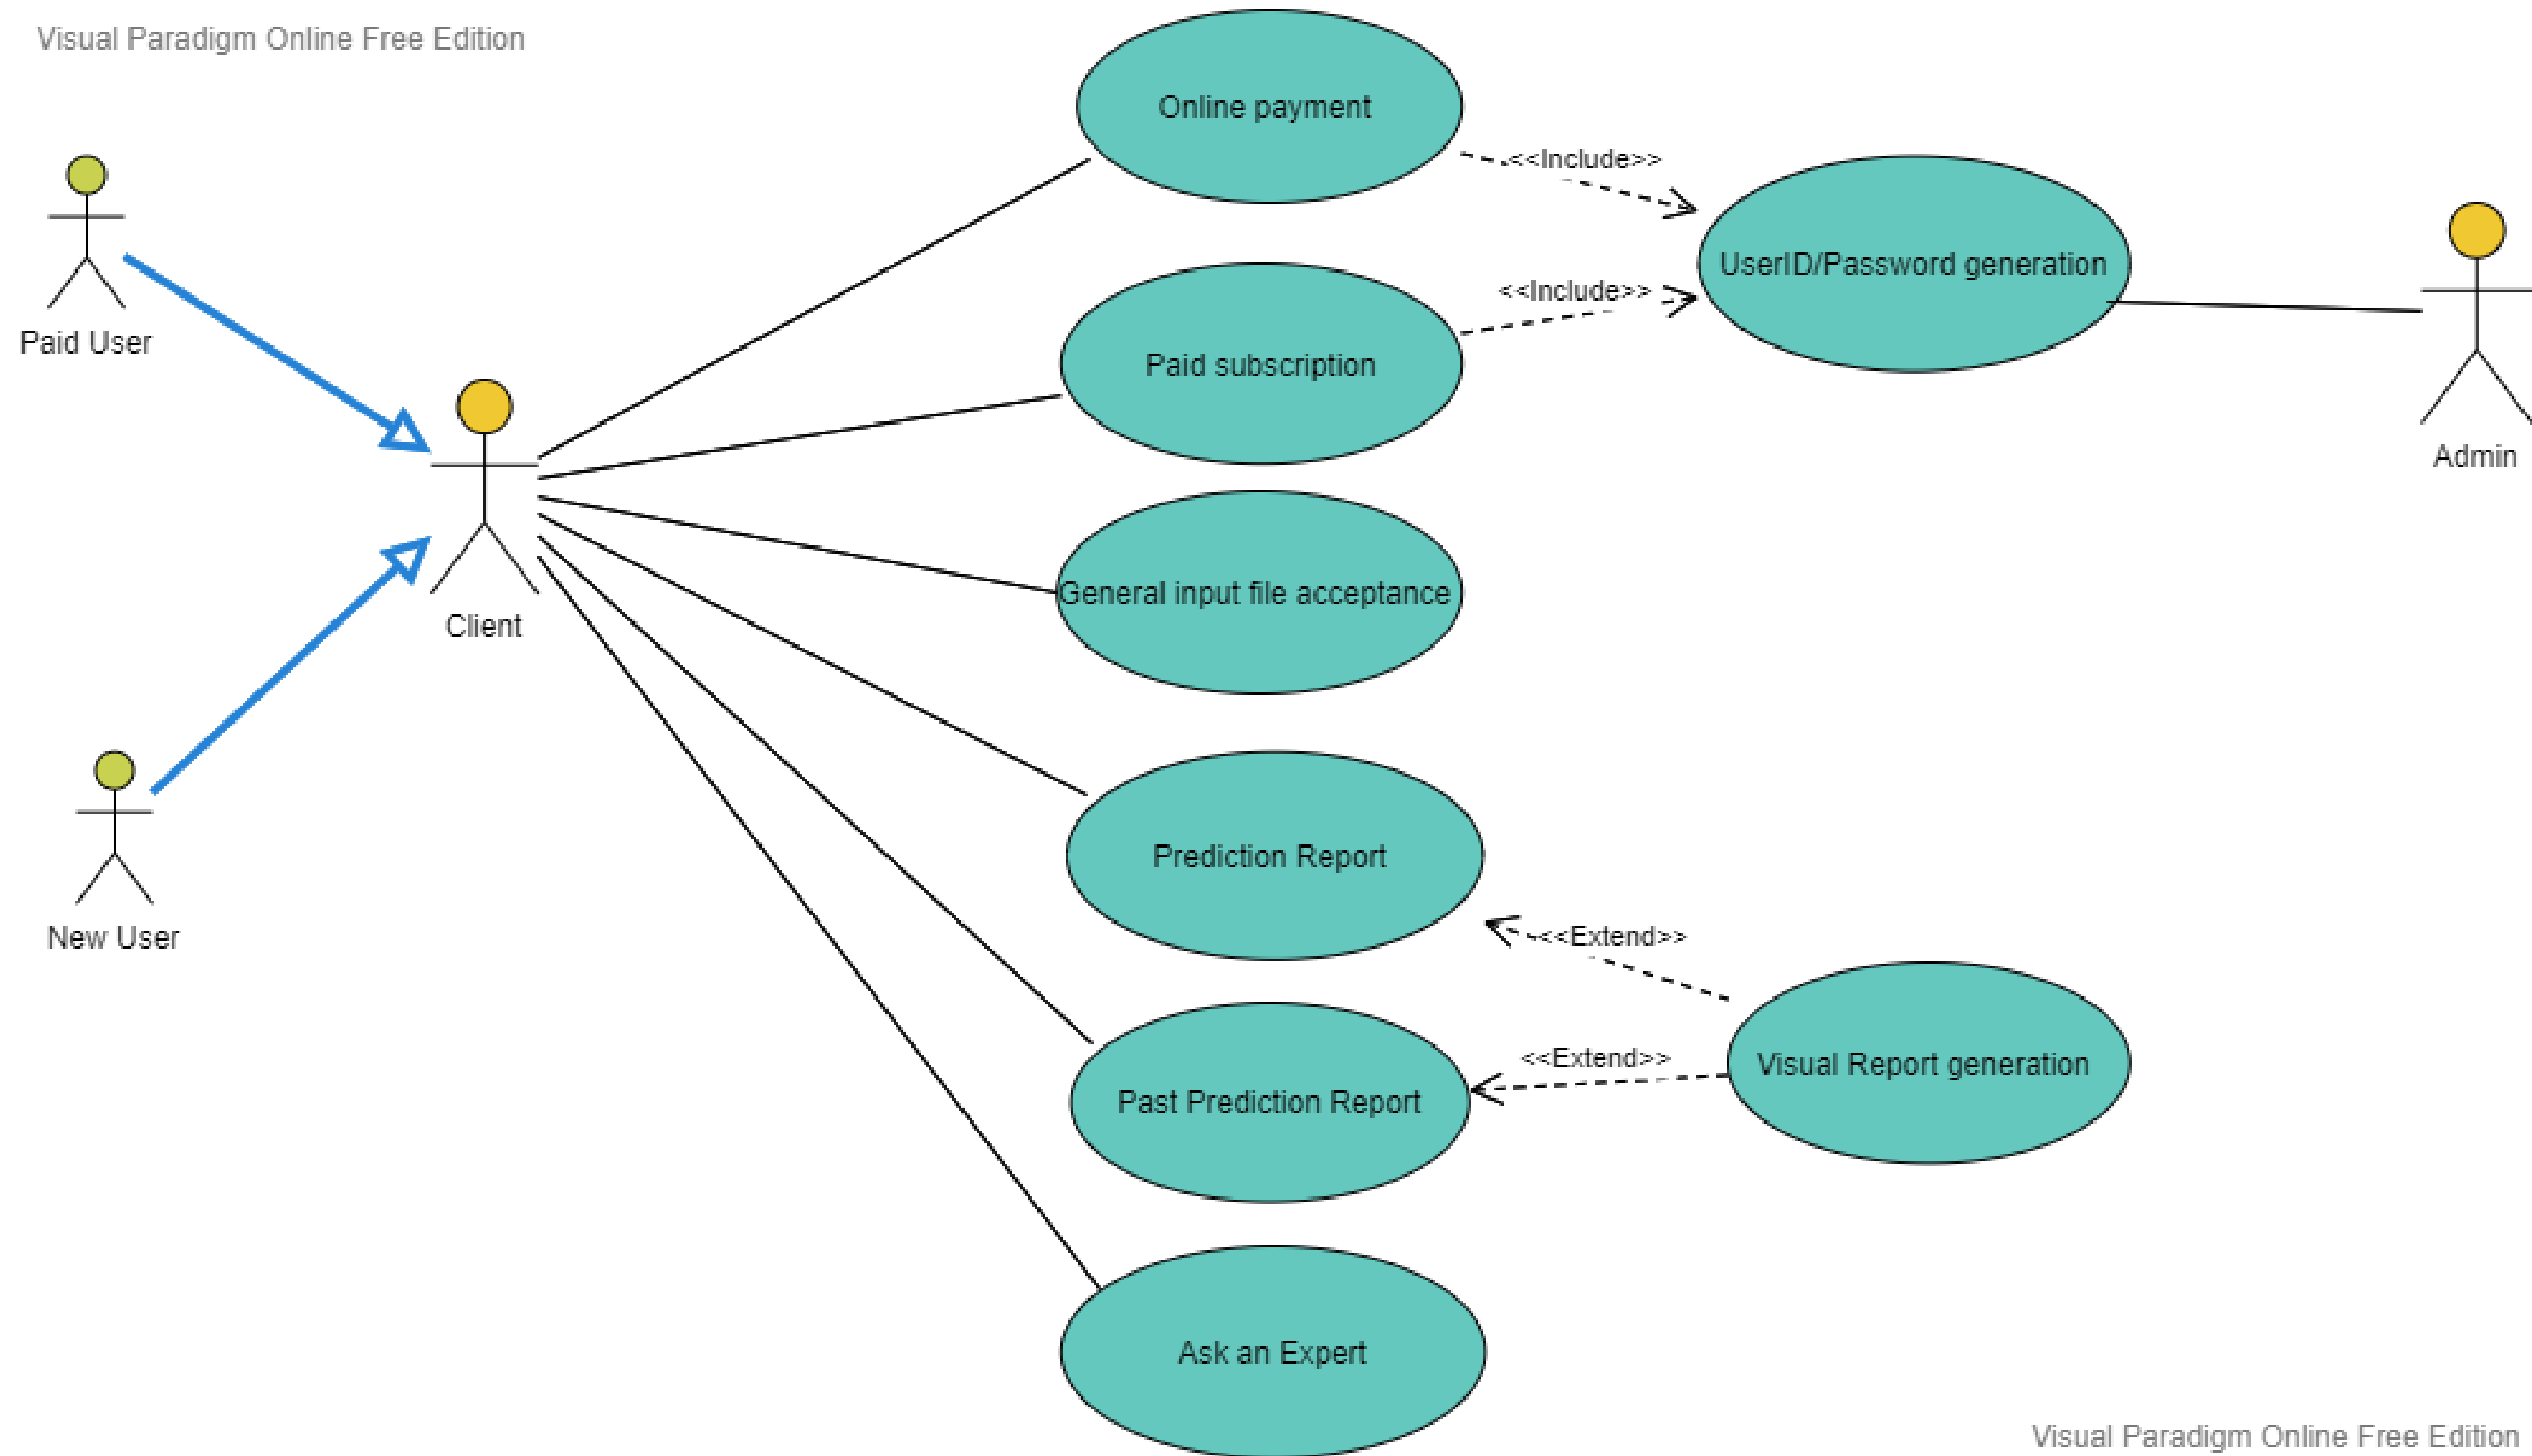 Visual Paradigm Online Free Edition
Online payment
<<Include>>
Paid User
UserID/Password generation
<<Include>>
Paid subscription
Admin
Client
General input file acceptance
Prediction Report
New User
<<Extend>>
<<Extend>>
Visual Report generation
Past Prediction Report
Ask an Expert
Visual Paradigm Online Free Edition